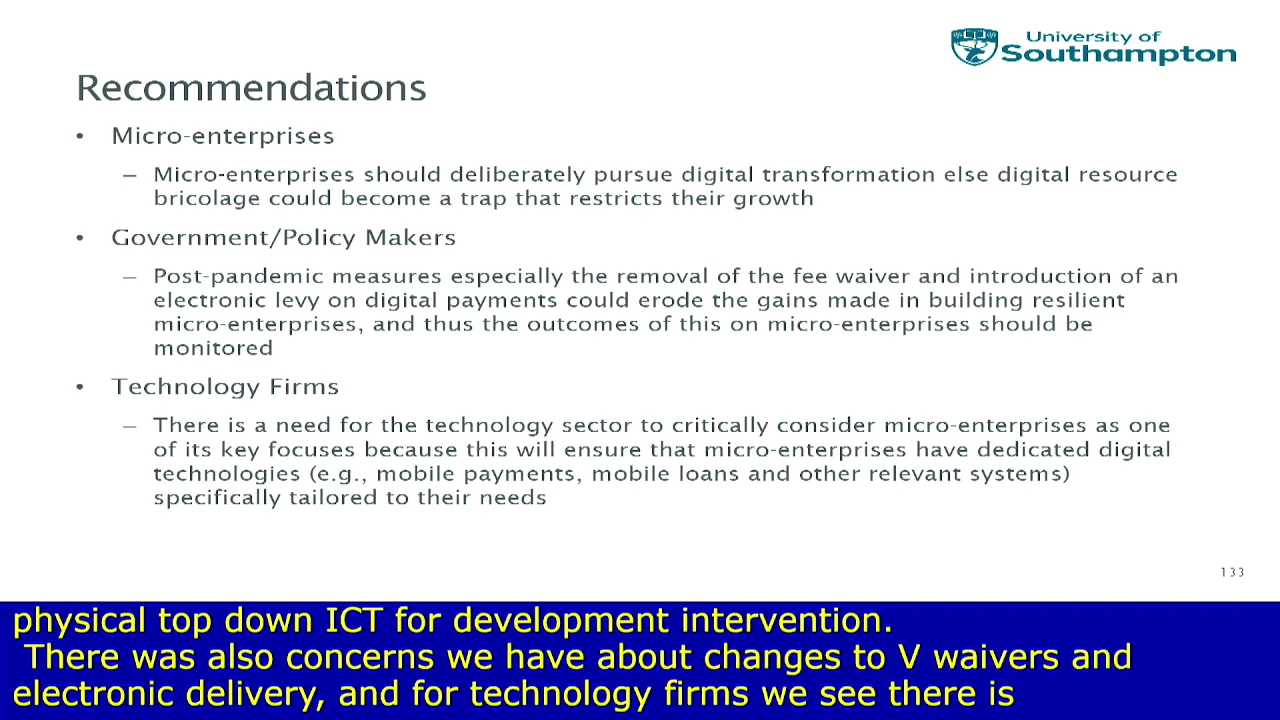 University of
Southampton
Recommendations
• Micro-enterprises
– Micro-enterprises should deliberately pursue digital transformation else digital resource
bricolage could become a trap that restricts their growth
• Government/Policy Makers
– Post-pandemic measures especially the removal of the fee waiver and introduction of an
electronic levy on digital payments could erode the gains made in building resilient
micro-enterprises, and thus the outcomes of this on micro-enterprises should be
monitored
• Technology Firms
– There is a need for the technology sector to critically consider micro-enterprises as one
of its key focuses because this will ensure that micro-enterprises have dedicated digital
technologies (e.g., mobile payments, mobile loans and other relevant systems)
specifically tailored to their needs
133
physical top down ICT for development intervention.
There was also concerns we have about changes to V waivers and
electronic delivery, and for technology firms we see there is